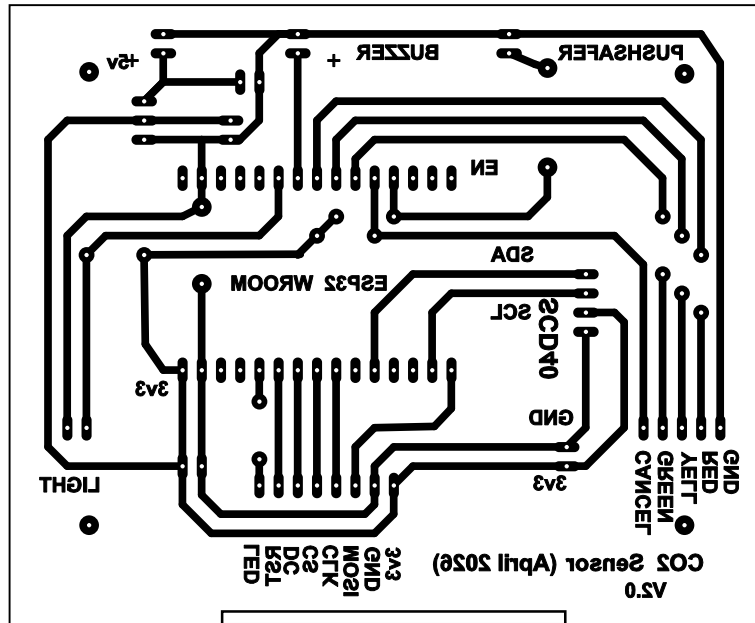 +5v
+ BUZZER
PUSHSAFER
EN
SDA
ESP32 WROOM
SCL
SCD40
3v3
GND
3v3
LIGHT
LED
RST
DC
CS
CLK
MOSI
GND
3v3
CANCEL
GREEN
YELL
RED
GND
CO2 Sensor (April 2026)
V2.0